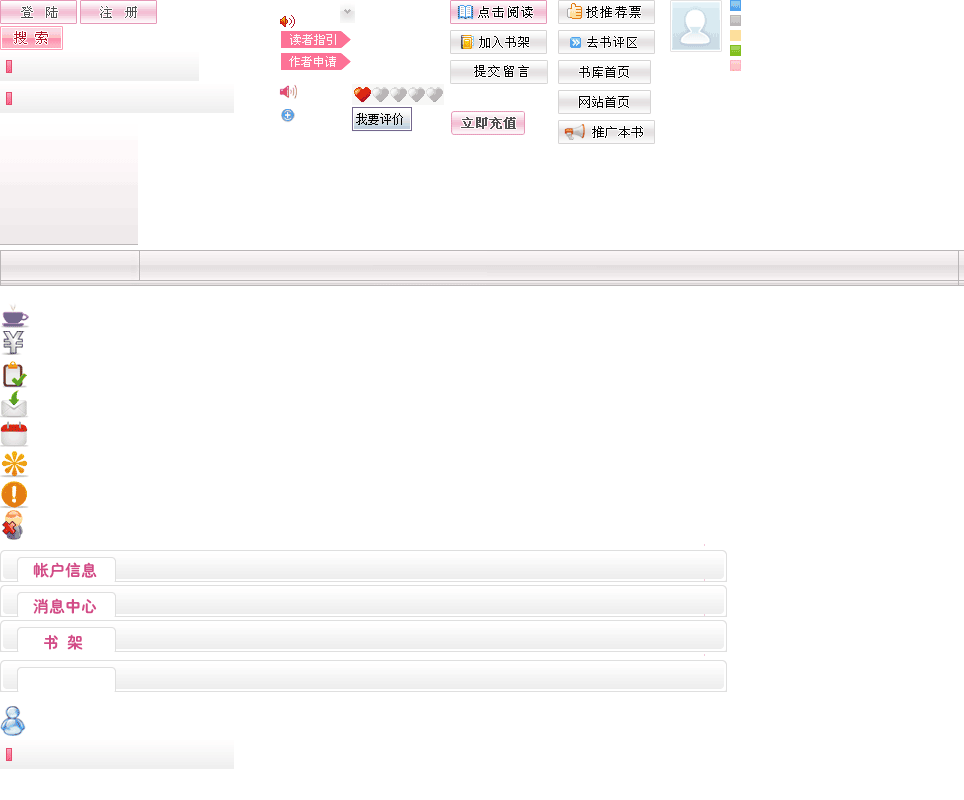 登 陆
注 册
搜 索
读者指引
作者申请
我要评价
点击阅读
加入书架
提交留言
立即充值
投推荐票
去书评区
书库首页
网站首页
推广本书
帐户信息
消息中心
书 架